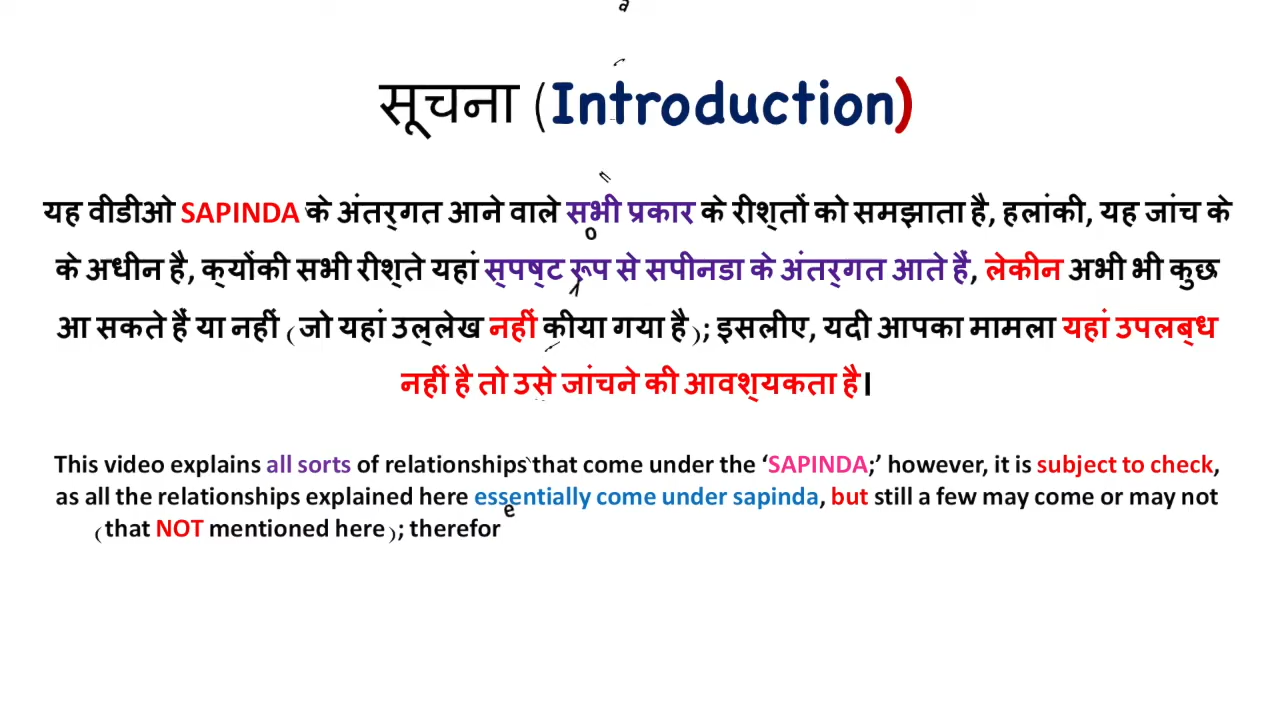 सूचना (Introduction)
यह वीडीओ SAPINDA के अंतर्गत आने वाले सभी प्रकार के रीश्तों को समझाता है, हलांकी, यह जांच के
के अधीन है, क्योंकी सभी रीश्ते यहां स्पष्ट रूप से सपीनडा के अंतर्गत आते हैं, लेकीन अभी भी कुछ
आ सकते हैं या नहीं (जो यहां उल्लेख नहीं कीया गया है); इसलीए, यदी आपका मामला यहां उपलब्ध
नहीं है तो उसे जांचने की आवश्यकता है।
This video explains all sorts of relationships that come under the ‘SAPINDA;’ however, it is subject to check,
as all the relationships explained here essentially come under sapinda, but still a few may come or may not
(that NOT mentioned here); therefor